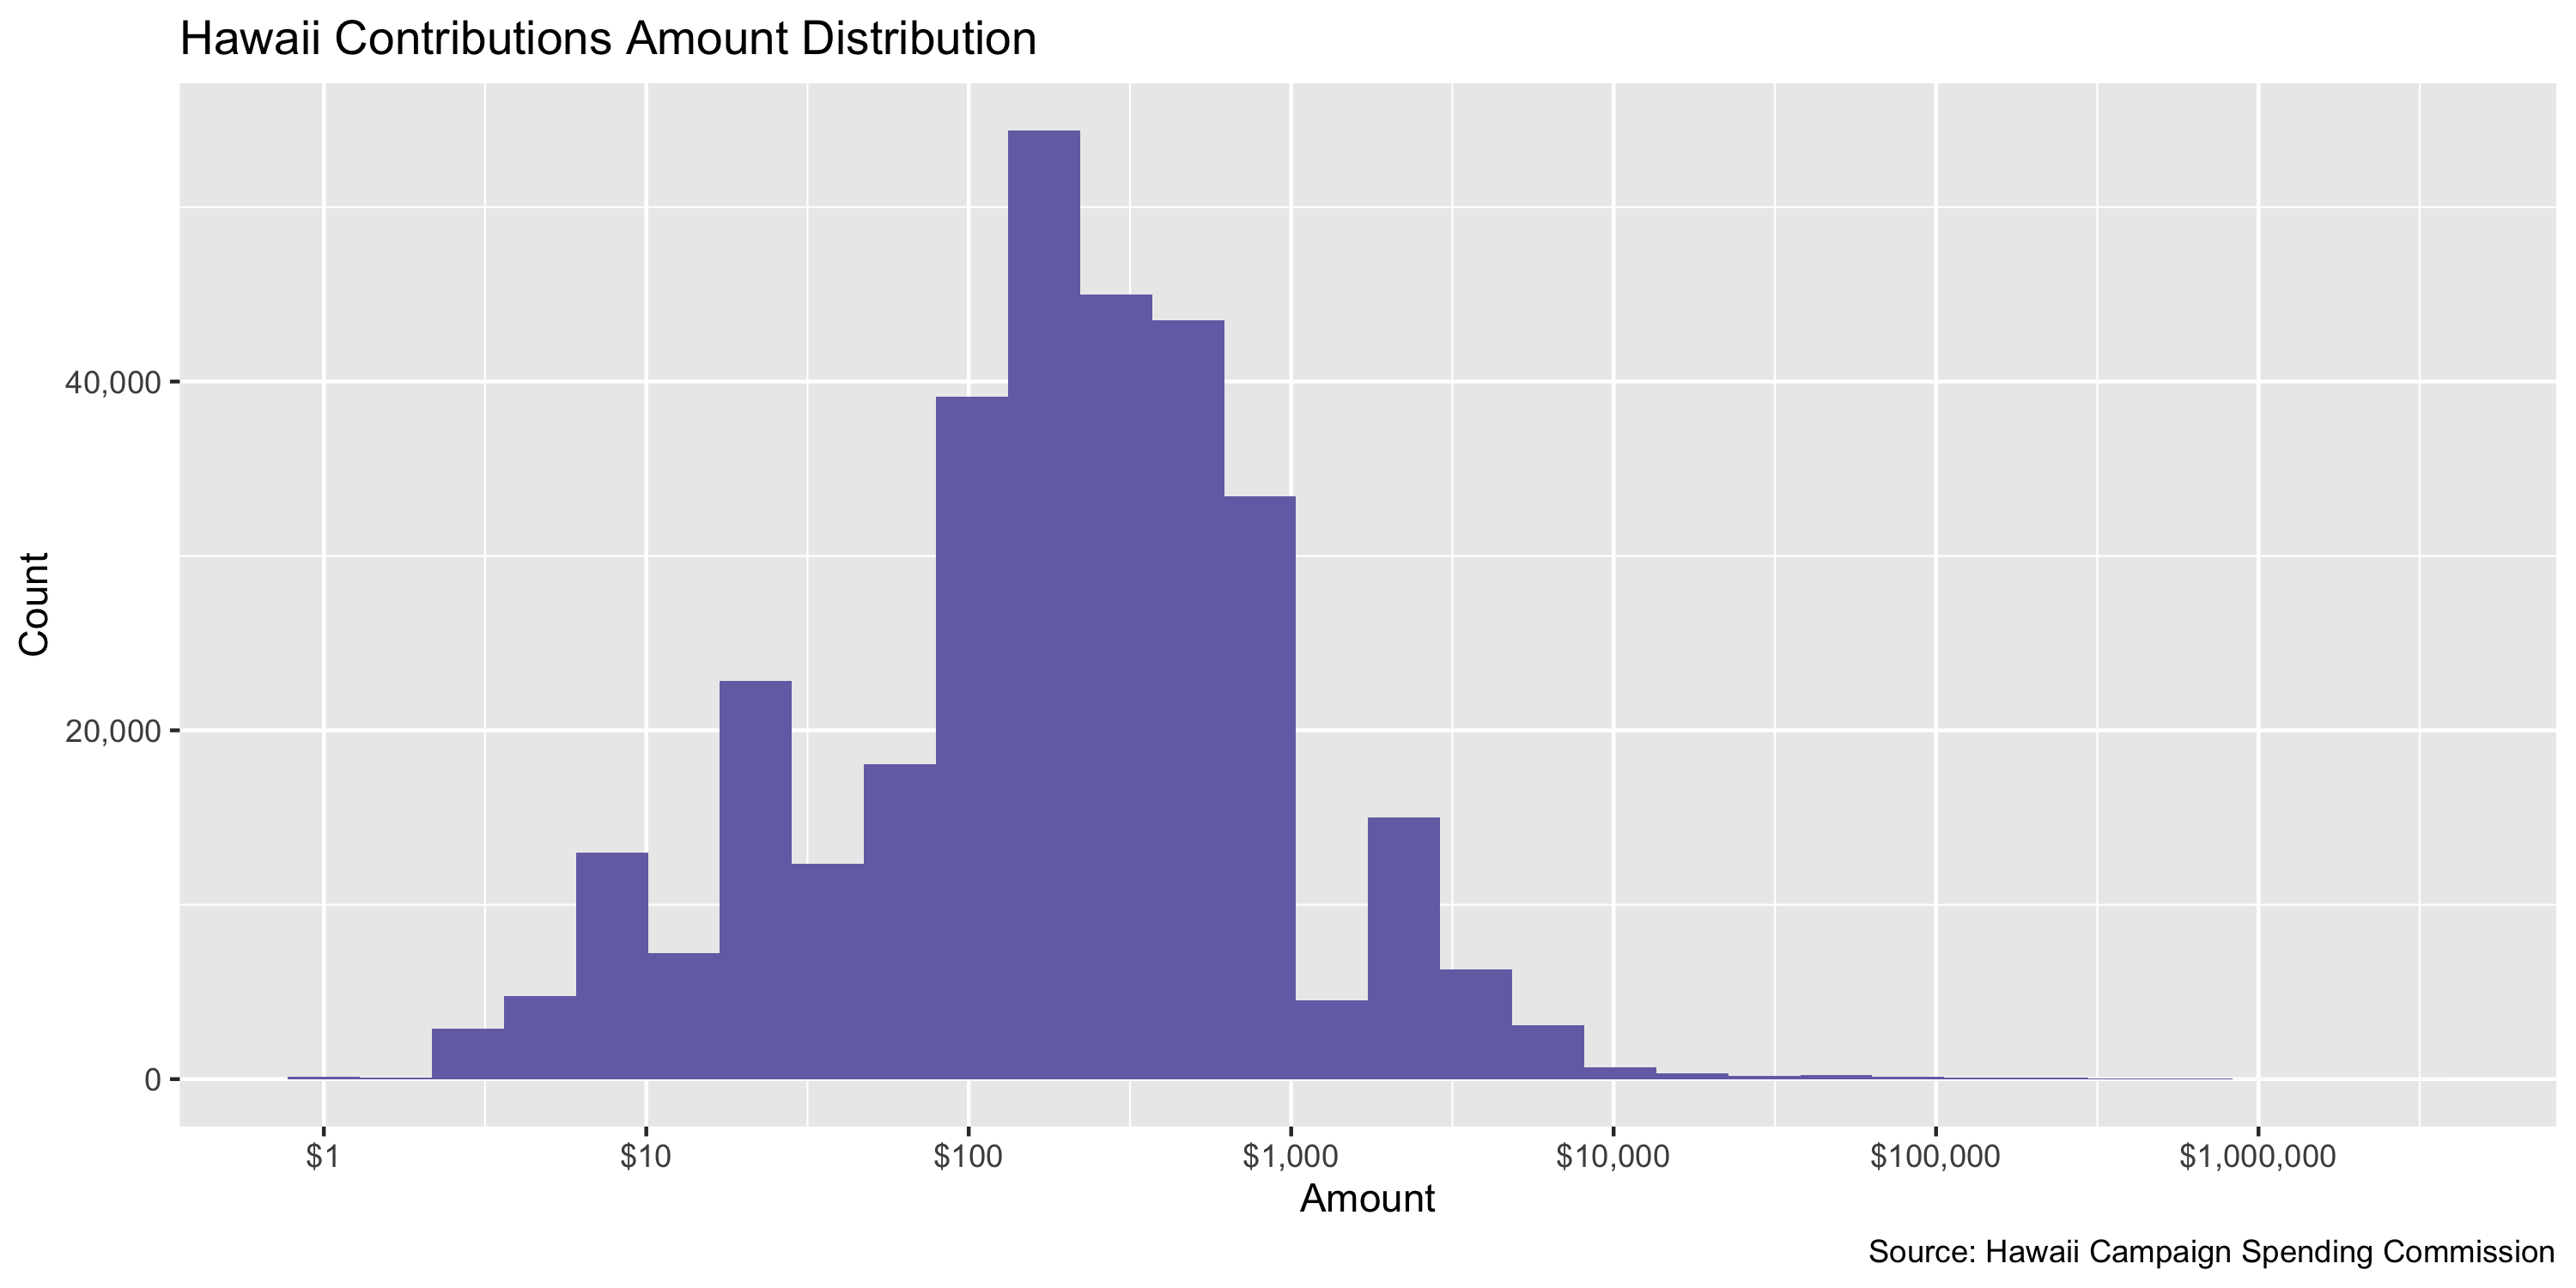 Hawaii Contributions Amount Distribution
Count
40,000
20,000
0
$1 $10 $100 $1,000 $10,000 $100,000 $1,000,000
Amount
Source: Hawaii Campaign Spending Commission